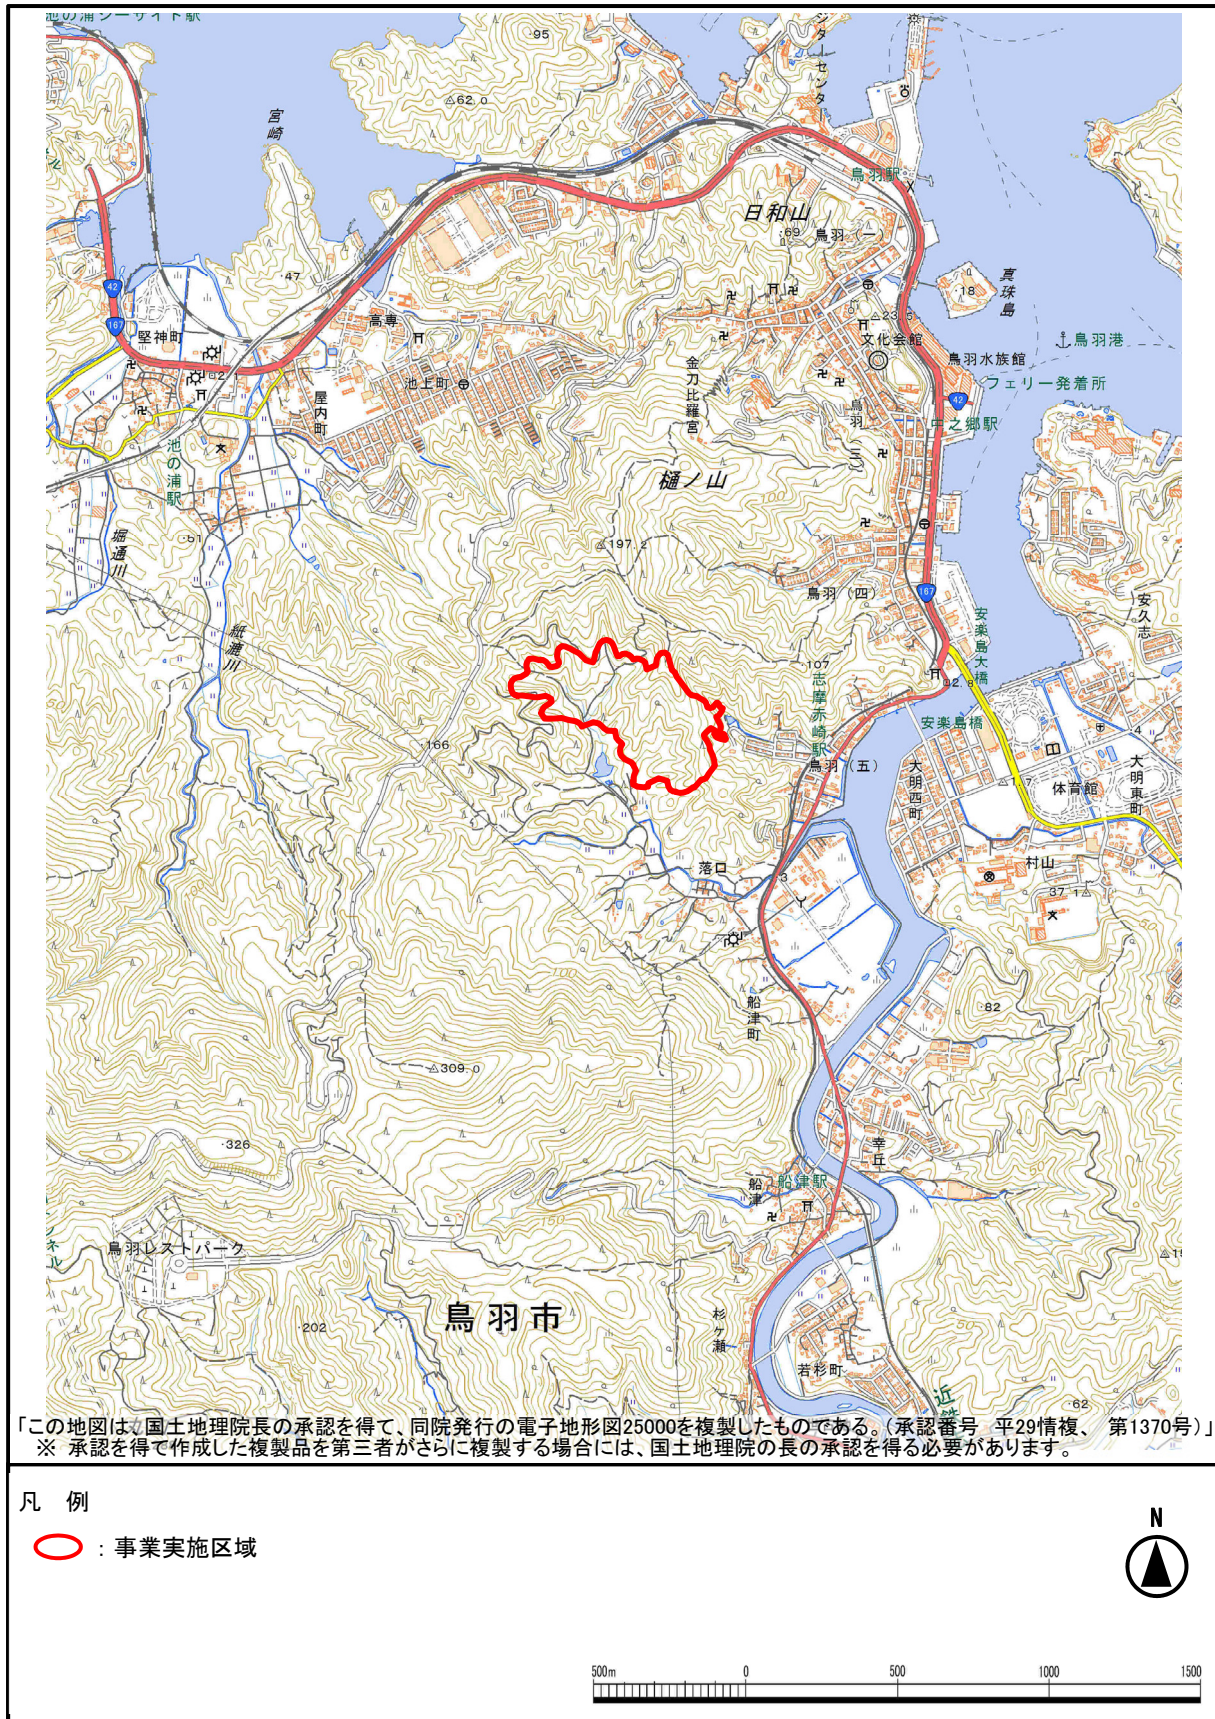 池の浦シーサイド駅
・95
△62.0
宮崎
鳥羽駅
日和山
・69
鳥羽(一)
真珠島
・18
・47
42
167
堅神町
高専
△23.5
文化会館
鳥羽港
鳥羽水族館
フェリー発着所
42
中之郷駅
金刀比羅宮
池上町
屋内町
鳥羽(三)
池の浦駅
樋ノ山
100
・61
堀通川
△197.2
鳥羽(四)
167
安楽島大橋
安久志
紙漉川
・107
志摩赤崎駅
2.8
安楽島橋
・166
鳥羽(五)
大明西町
体育館
・4
大明東町
落口
3
村山
37.1△
100
船津町
・82
△309.0
・326
幸丘
船津駅
船津
150
50
鳥羽レストパーク
鳥羽市
・202
杉ヶ瀬
若杉町
近鉄
・62
「この地図は、国土地理院長の承認を得て、同院発行の電子地形図25000を複製したものである。(承認番号 平29情複、 第1370号)」
※ 承認を得て作成した複製品を第三者がさらに複製する場合には、国土地理院の長の承認を得る必要があります。
凡 例
：事業実施区域
N
500m 0 500 1000 1500